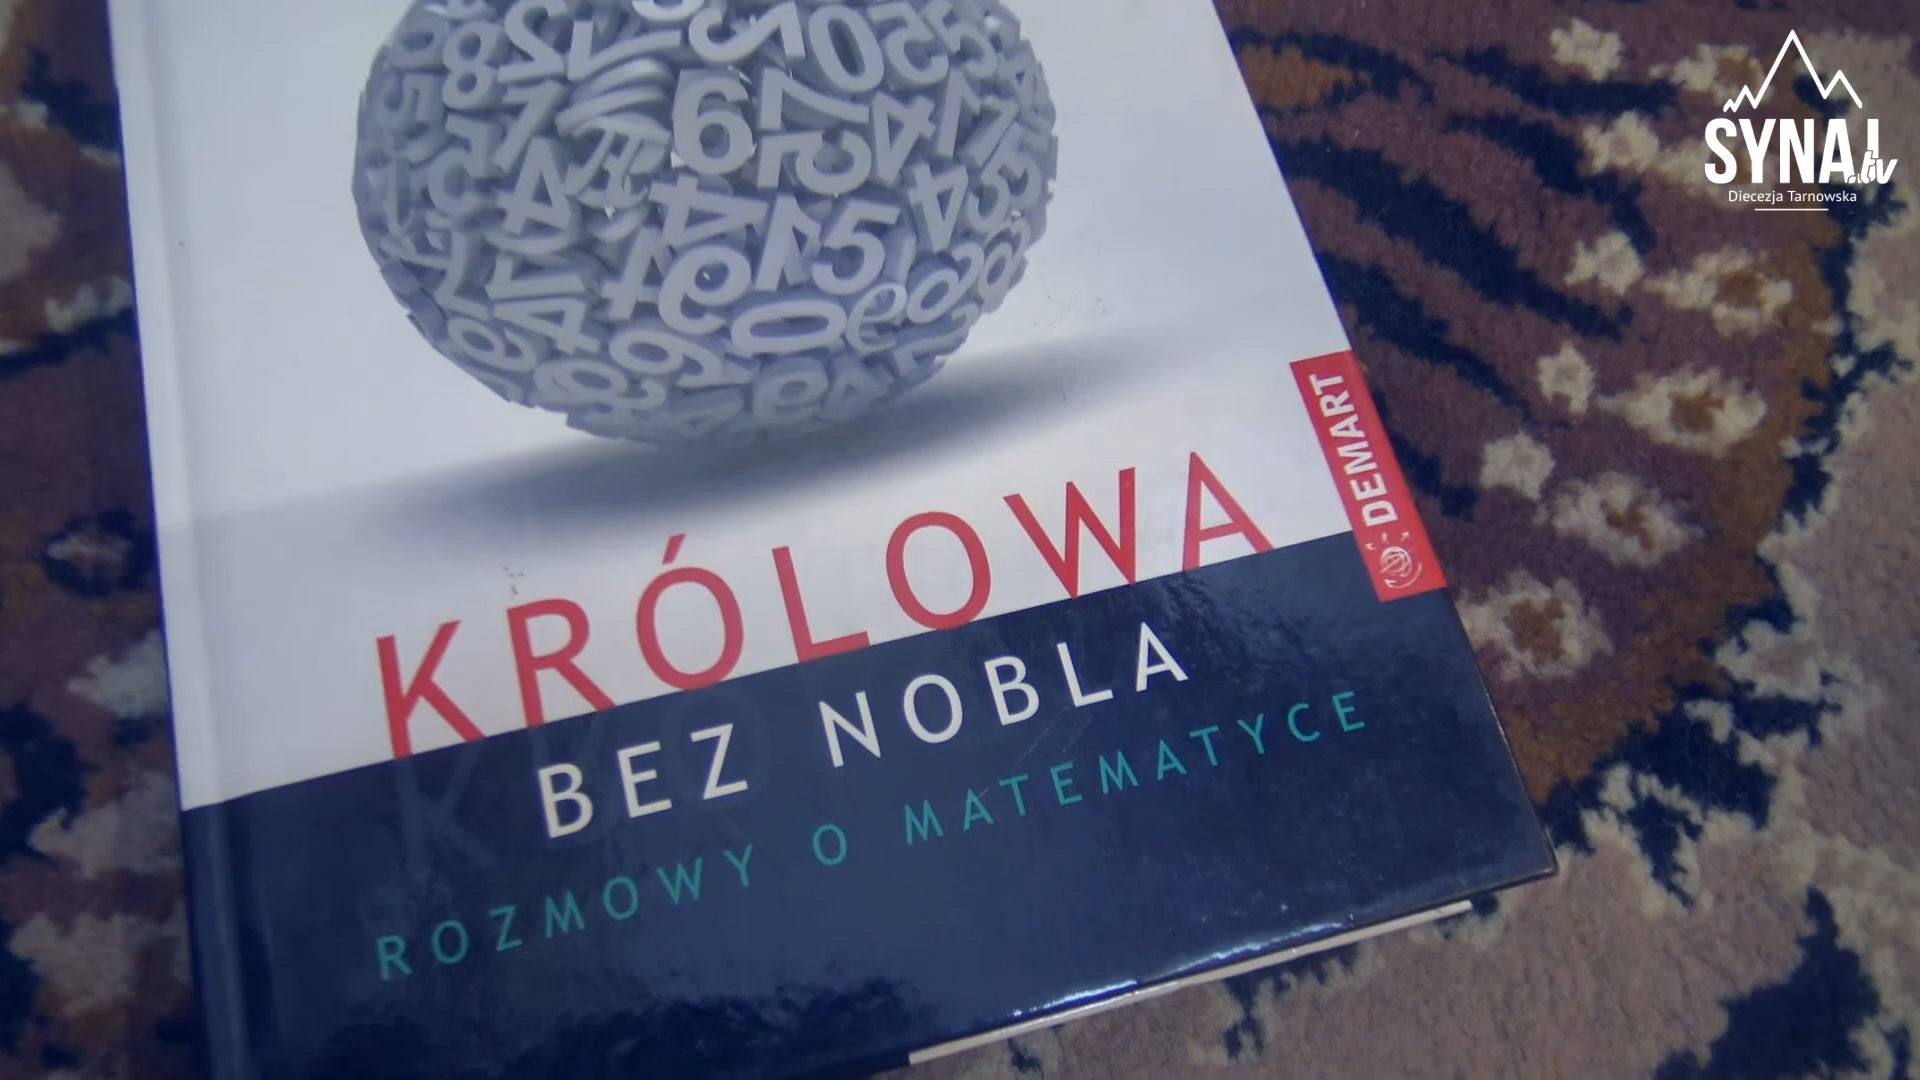 KRÓLOWA
BEZ NOBLA
ROZMOWY O MATEMATYCE
DEMART
SYNAJ.tv
Diecezja Tarnowska